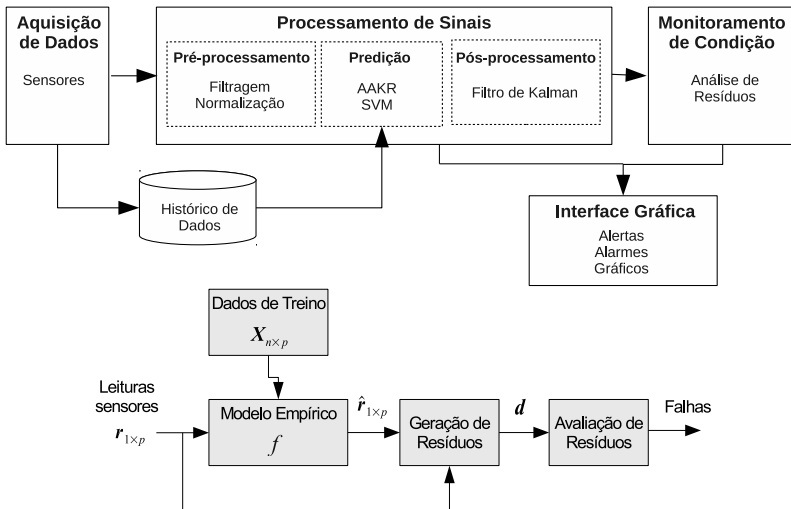 Aquisição
de Dados
Sensores
Processamento de Sinais
Pré-processamento
Filtragem
Normalização
Predição
AAKR
SVM
Pós-processamento
Filtro de Kalman
Monitoramento
de Condição
Análise de
Resíduos
Histórico de
Dados
Interface Gráfica
Alertas
Alarmes
Gráficos
Dados de Treino
X n×p
Leituras
sensores
r 1×p
Modelo Empírico
f
r̂ 1×p
Geração de
Resíduos
d
Avaliação de
Resíduos
Falhas